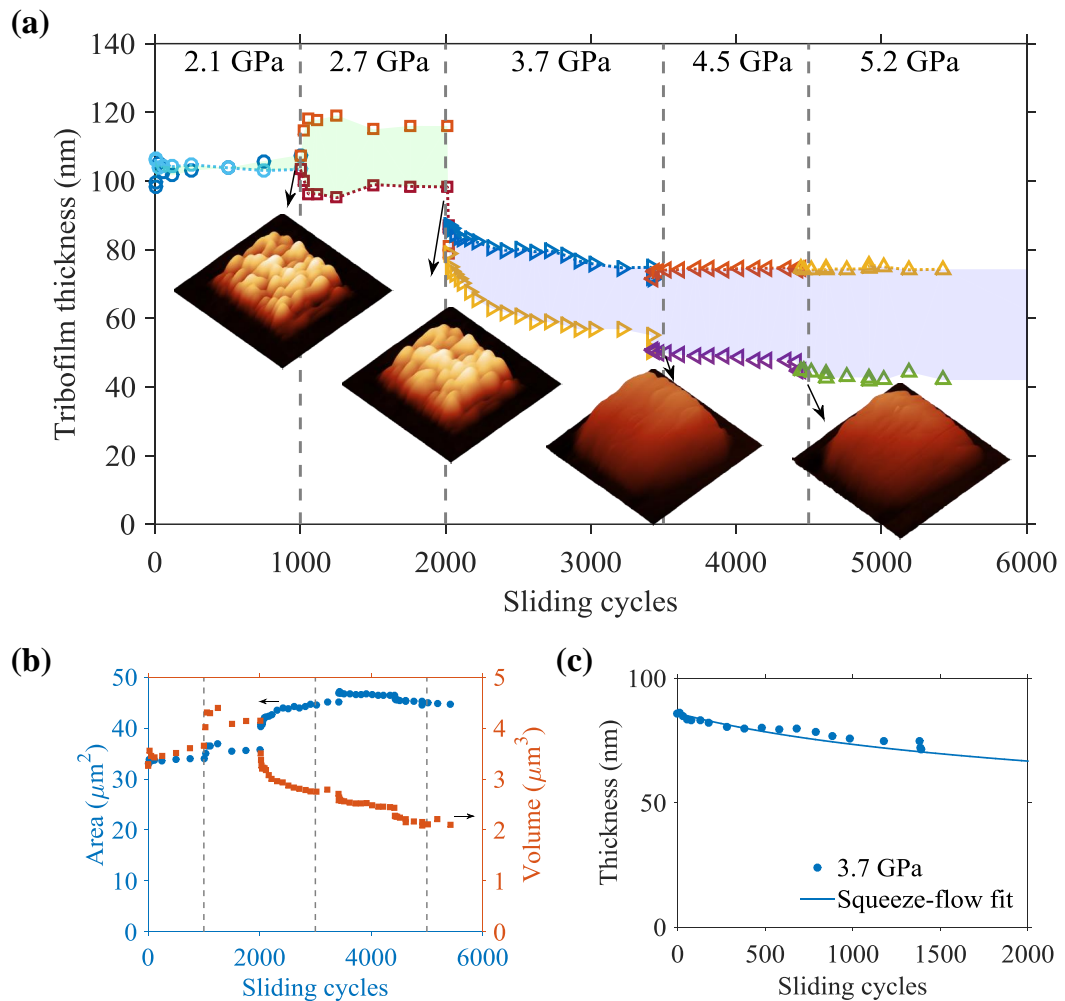 (a)
2.1 GPa 2.7 GPa 3.7 GPa 4.5 GPa 5.2 GPa
140
120
100
80
60
40
20
0
Tribofilm thickness (nm)
0 1000 2000 3000 4000 5000 6000
Sliding cycles
(b)
50
40
30
20
10
0
Area (μm²)
5
4
3
2
1
0
Volume (μm³)
0 2000 4000 6000
Sliding cycles
(c)
100
50
0
Thickness (nm)
3.7 GPa
Squeeze-flow fit
0 500 1000 1500 2000
Sliding cycles